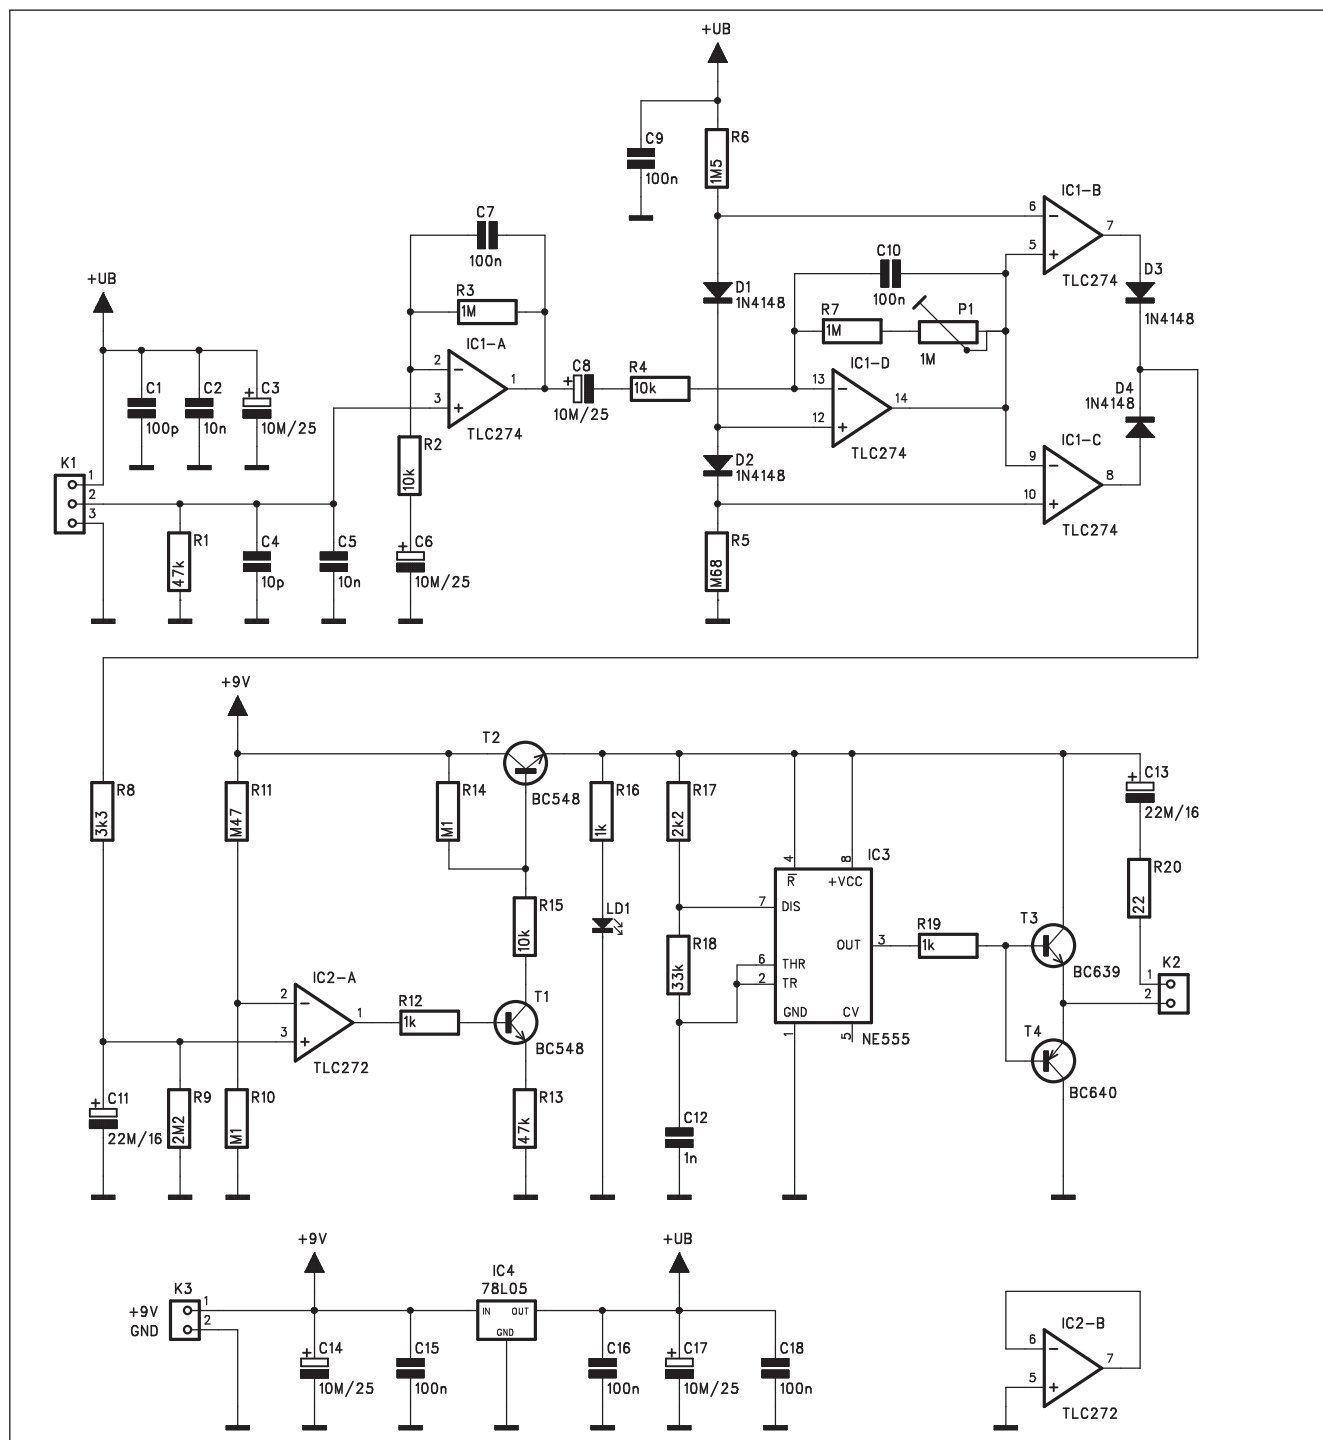 +UB
R6
1M5
C9
100n
IC1-B
6
7
5
TLC274
C7
100n
C10
100n
D3
1N4148
+UB
R3
1M
D1
1N4148
R7
1M
P1
1M
IC1-A
2
1
3
TLC274
C8
+
10M/25
R4
10k
IC1-D
13
14
12
TLC274
D4
1N4148
C1
100p
C2
10n
C3
+
10M/25
K1
1
2
3
R2
10k
D2
1N4148
IC1-C
9
8
10
TLC274
R1
47k
C4
10p
C5
10n
C6
+
10M/25
R5
M68
+9V
T2
BC548
R8
3k3
R11
M47
R14
M1
R16
1k
R17
2k2
C13
+
22M/16
IC3
4
8
R
+VCC
7
DIS
R20
22
R15
10k
LD1
R18
33k
OUT
3
R19
1k
T3
BC639
6
THR
2
TR
K2
1
2
IC2-A
2
1
3
TLC272
R12
1k
T1
BC548
GND
CV
1
5
NE555
T4
BC640
C11
+
22M/16
R9
2M2
R10
M1
R13
47k
C12
1n
+9V
+UB
K3
+9V
GND
1
2
IC4
78L05
IN
OUT
GND
C14
+
10M/25
C15
100n
C16
100n
C17
+
10M/25
C18
100n
IC2-B
6
7
5
TLC272